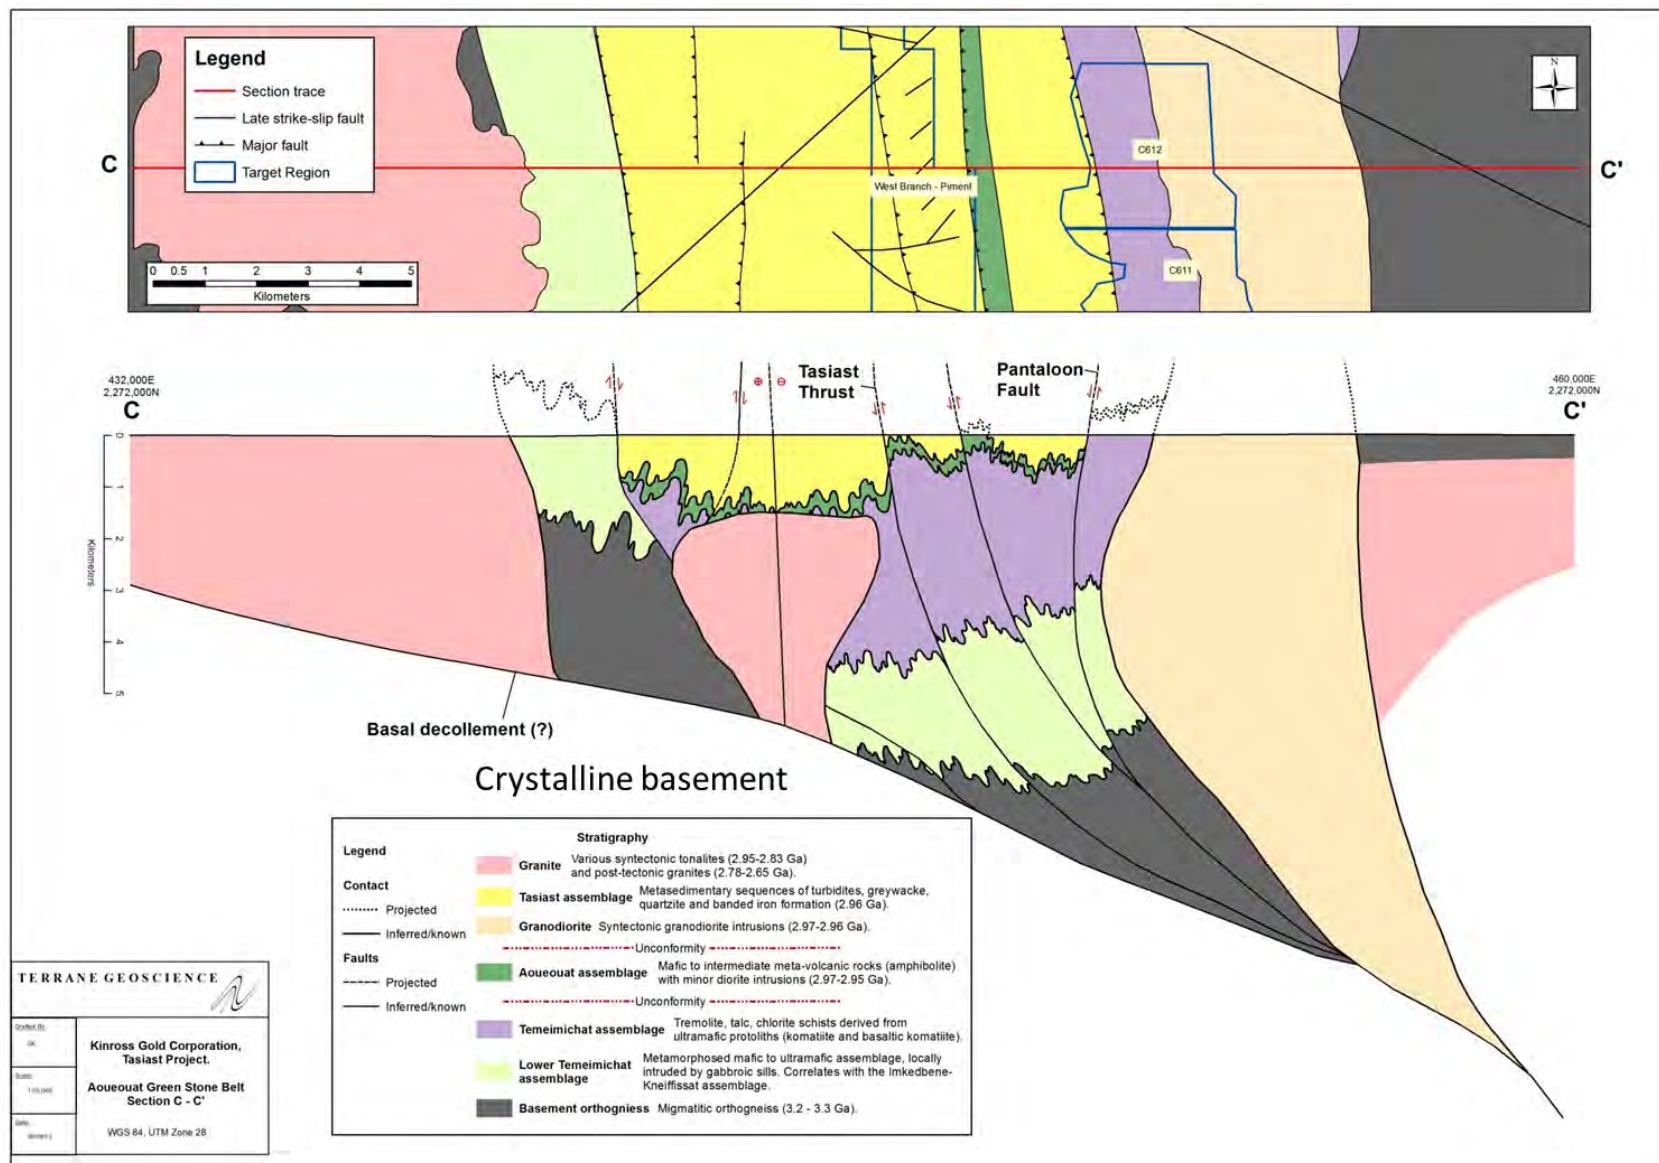 Legend
Section trace
Late strike-slip fault
Major fault
Target Region
N
C
C'
C612
West Branch - Piment
C611
0 0.5 1 2 3 4 5
Kilometers
432,000E
2,272,000N
C
Tasiast
Thrust
Pantaloon
Fault
460,000E
2,272,000N
C'
0
1
2
3
4
5
Kilometers
Basal decollement (?)
Crystalline basement
Legend
Contact
Projected
Inferred/known
Faults
Projected
Inferred/known
Stratigraphy
Granite Various syntectonic tonalites (2.95-2.83 Ga)
and post-tectonic granites (2.78-2.65 Ga).
Tasiast assemblage Metasedimentary sequences of turbidites, greywacke,
quartzite and banded iron formation (2.96 Ga).
Granodiorite Syntectonic granodiorite intrusions (2.97-2.96 Ga).
Unconformity
Aoueouat assemblage Mafic to intermediate meta-volcanic rocks (amphibolite)
with minor diorite intrusions (2.97-2.95 Ga).
Unconformity
Temeimichat assemblage Tremolite, talc, chlorite schists derived from
ultramafic protoliths (komatiite and basaltic komatiite).
Lower Temeimichat
assemblage
Metamorphosed mafic to ultramafic assemblage, locally
intruded by gabbroic sills. Correlates with the Imkedbene-
Kneiffissat assemblage.
Basement orthogniess Migmatitic orthogneiss (3.2 - 3.3 Ga).
TERRANE GEOSCIENCE
Kinross Gold Corporation,
Tasiast Project.
Aoueouat Green Stone Belt
Section C - C'
WGS 84, UTM Zone 28